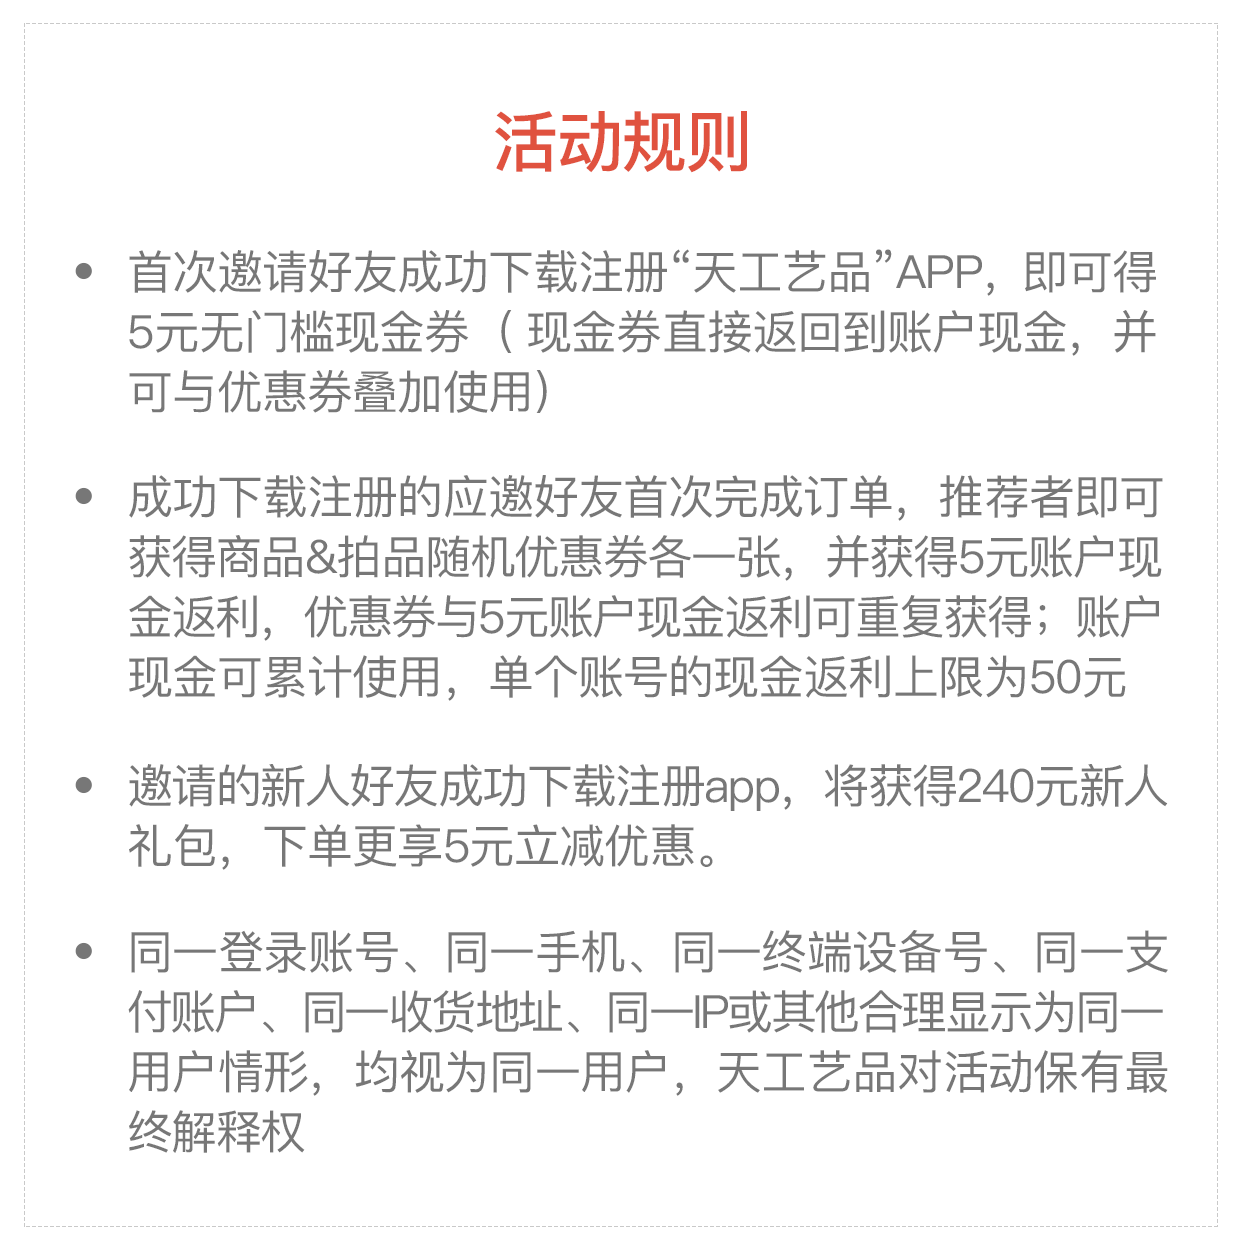 活动规则
• 首次邀请好友成功下载注册“天工艺品”APP，即可得
5元无门槛现金券（ 现金券直接返回到账户现金，并
可与优惠券叠加使用）
• 成功下载注册的应邀好友首次完成订单，推荐者即可
获得商品&拍品随机优惠券各一张，并获得5元账户现
金返利，优惠券与5元账户现金返利可重复获得；账户
现金可累计使用，单个账号的现金返利上限为50元
• 邀请的新人好友成功下载注册app，将获得240元新人
礼包，下单更享5元立减优惠。
• 同一登录账号、同一手机、同一终端设备号、同一支
付账户、同一收货地址、同一IP或其他合理显示为同一
用户情形，均视为同一用户，天工艺品对活动保有最
终解释权